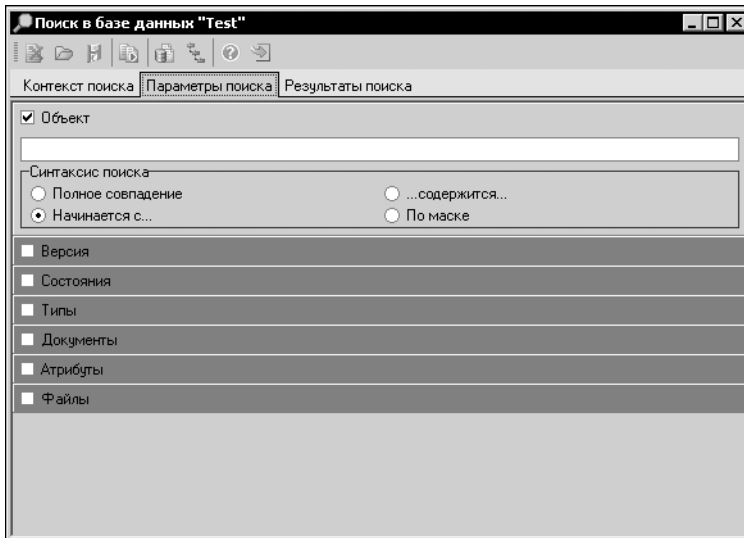 Поиск в базе данных "Test"
Контекст поиска Параметры поиска Результаты поиска
Объект
Синтаксис поиска
Полное совпадение ...содержится...
Начинается с... По маске
Версия
Состояния
Типы
Документы
Атрибуты
Файлы